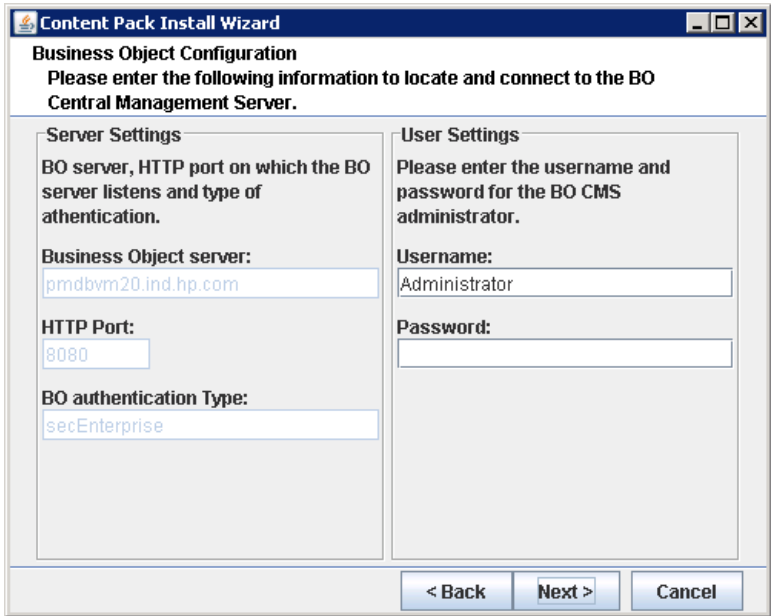 Content Pack Install Wizard
Business Object Configuration
Please enter the following information to locate and connect to the BO
Central Management Server.
Server Settings
BO server, HTTP port on which the BO
server listens and type of
athentication.
Business Object server:
pmdbvm20.ind.hp.com
HTTP Port:
8080
BO authentication Type:
secEnterprise
User Settings
Please enter the username and
password for the BO CMS
administrator.
Username:
Administrator
Password:
< Back
Next >
Cancel